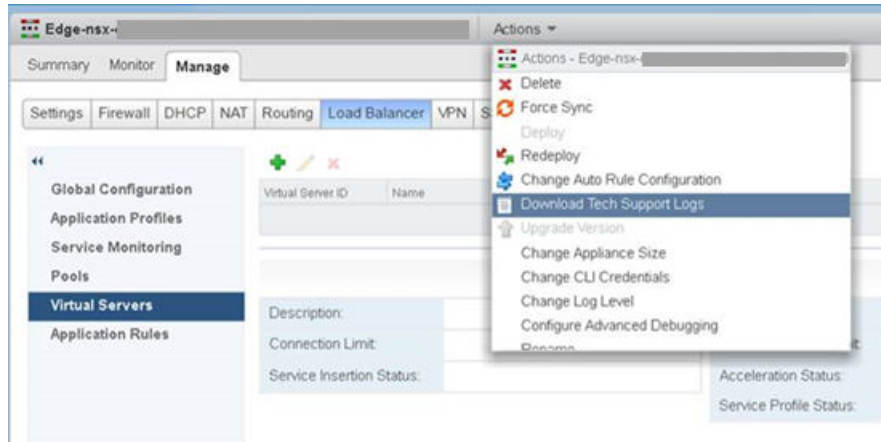 Edge-nsx-
Actions
Summary Monitor Manage
Settings Firewall DHCP NAT Routing Load Balancer VPN
Actions - Edge-nsx-
Delete
Force Sync
Deploy
Redeploy
Change Auto Rule Configuration
Download Tech Support Logs
Upgrade Version
Change Appliance Size
Change CLI Credentials
Change Log Level
Configure Advanced Debugging
Rename
Global Configuration
Application Profiles
Service Monitoring
Pools
Virtual Servers
Application Rules
Virtual Server ID Name
Description:
Connection Limit:
Service Insertion Status:
Acceleration Status:
Service Profile Status: